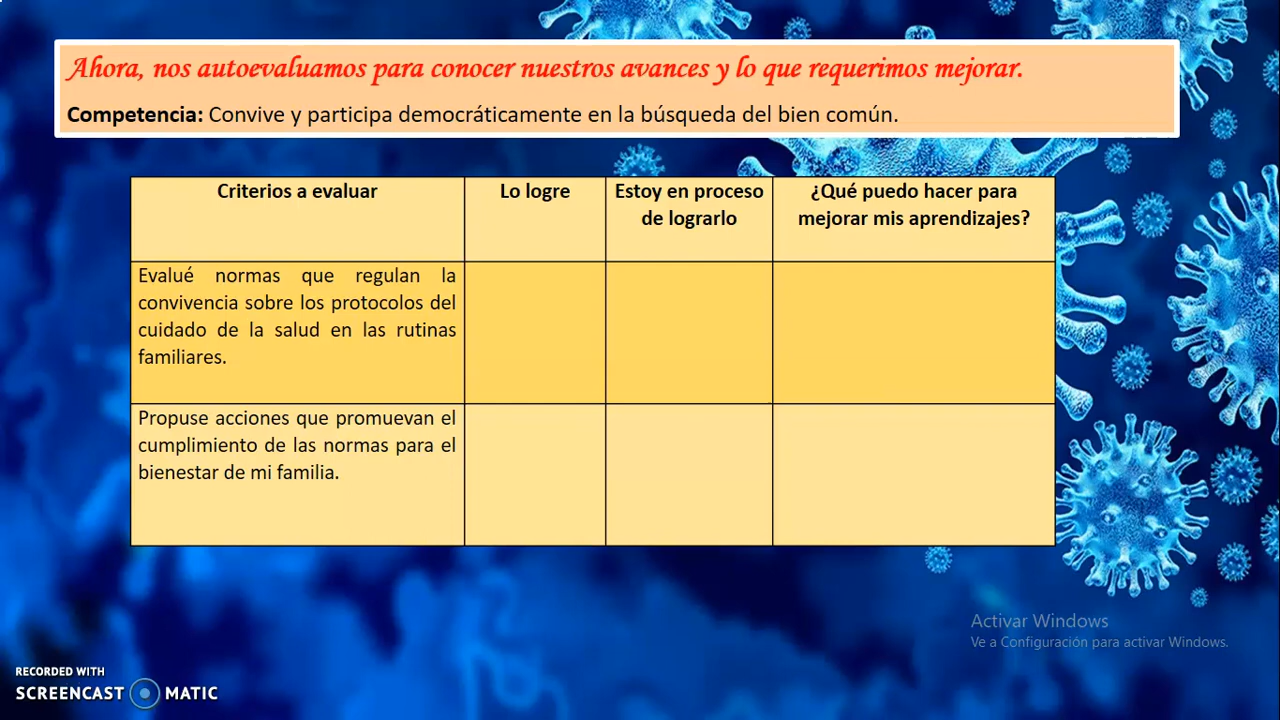 Ahora, nos autoevaluamos para conocer nuestros avances y lo que requerimos mejorar.
Competencia: Convive y participa democráticamente en la búsqueda del bien común.
Criterios a evaluar
Lo logre
Estoy en proceso
de lograrlo
¿Qué puedo hacer para
mejorar mis aprendizajes?
Evalué normas que regulan la
convivencia sobre los protocolos del
cuidado de la salud en las rutinas
familiares.
Propuse acciones que promuevan el
cumplimiento de las normas para el
bienestar de mi familia.
Activar Windows
Ve a Configuración para activar Windows.
RECORDED WITH
SCREENCAST MATIC